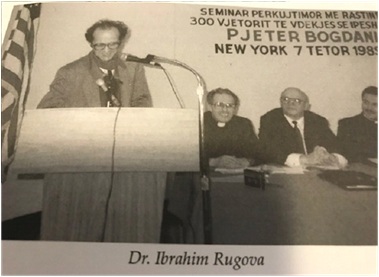 SEMINAR PERKUJTIMOR ME RASTIN
300 VJETORIT TE VDEKJES SE IPESH
PJETER BOGDANI
NEW YORK 7 TETOR 1989
Dr. Ibrahim Rugova